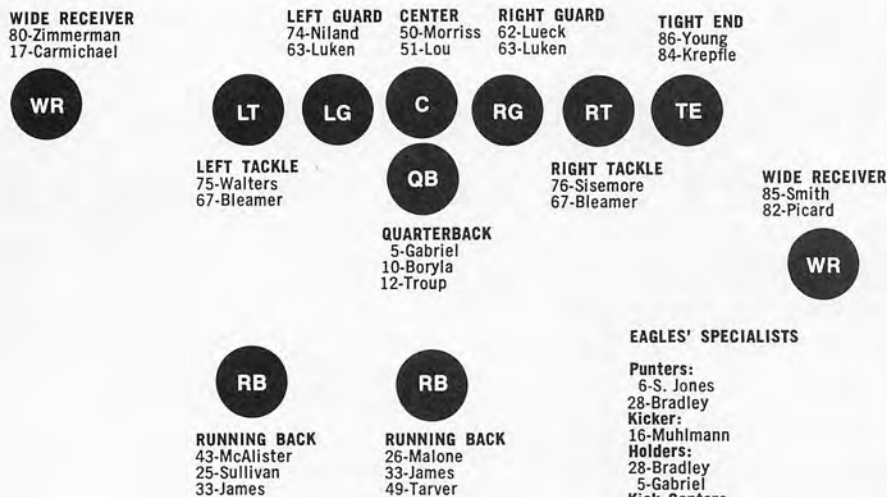 WIDE RECEIVER
80-Zimmerman
17-Carmichael
WR
LEFT GUARD
74-Niland
63-Luken
CENTER
50-Morriss
51-Lou
RIGHT GUARD
62-Lueck
63-Luken
TIGHT END
86-Young
84-Krepfle
LT
LG
C
RG
RT
TE
LEFT TACKLE
75-Walters
67-Bleamer
QB
RIGHT TACKLE
76-Sisemore
67-Bleamer
WIDE RECEIVER
85-Smith
82-Picard
WR
QUARTERBACK
5-Gabriel
10-Boryla
12-Troup
RB
RB
RUNNING BACK
43-McAlister
25-Sullivan
33-James
RUNNING BACK
26-Malone
33-James
49-Tarver
EAGLES' SPECIALISTS
Punters:
6-S. Jones
28-Bradley
Kicker:
16-Muhlmann
Holders:
28-Bradley
5-Gabriel
Kick Centers